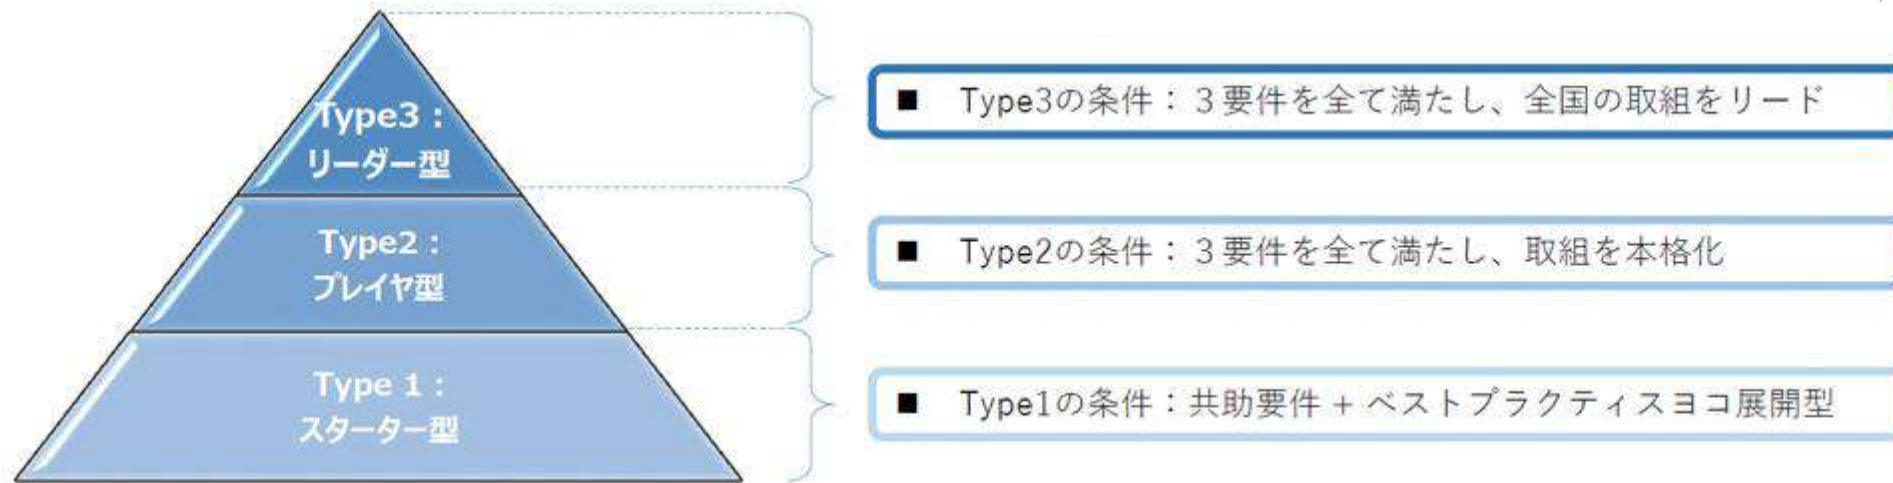 Type3：
リーダー型
■ Type3の条件：３要件を全て満たし、全国の取組をリード
Type2：
プレイヤ型
■ Type2の条件：３要件を全て満たし、取組を本格化
Type 1：
スターター型
■ Type1の条件：共助要件 + ベストプラクティスヨコ展開型